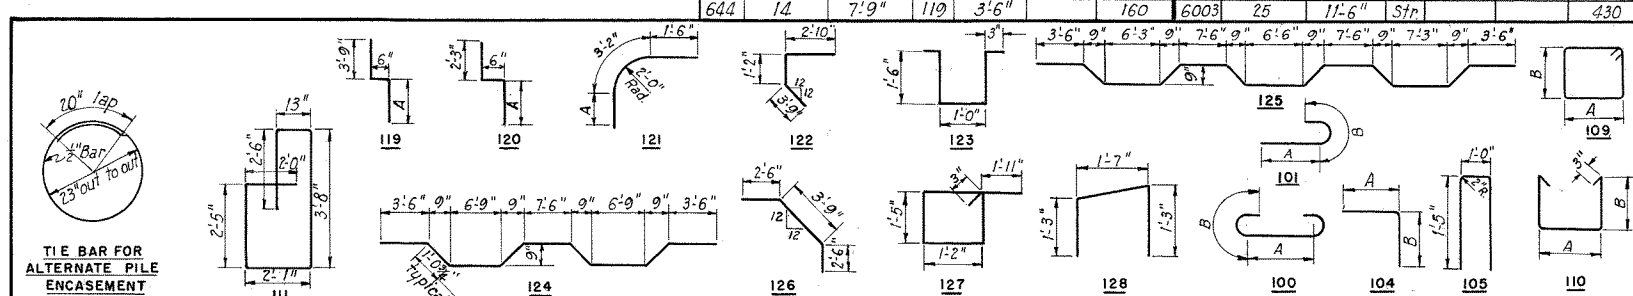 644 14 7'-9" 119 3'-6" 160 6003 25 11'-6" Str. 430
20" lap
½" Bar
23" out to out
TIE BAR FOR
ALTERNATE PILE
ENCASEMENT
13"
2'-6"
2'-0"
3'-8"
2'-5"
2'-1"
111
3'-9" 6" A
119
2'-3" 6" A
120
3'-2" 1'-6" 2'-0" Rad. A
121
2'-10" 1'-2" 12 12 3'-9"
122
3" 1'-6" 1'-0"
123
3'-6" 9" 6'-3" 9" 7'-6" 9" 6'-6" 9" 7'-6" 9" 7'-3" 9" 3'-6"
9"
125
B A
109
3'-6" 9" 6'-9" 9" 7'-6" 9" 6'-9" 9" 3'-6"
9"
Typical
124
2'-6" 3'-9" 12 12 2'-6"
126
3" 1'-11" 1'-5" 1'-2"
127
1'-7" 1'-3" 1'-3"
128
B A
101
B A
100
A B
104
1'-0" 2"R. 1'-5"
105
3" B A
110